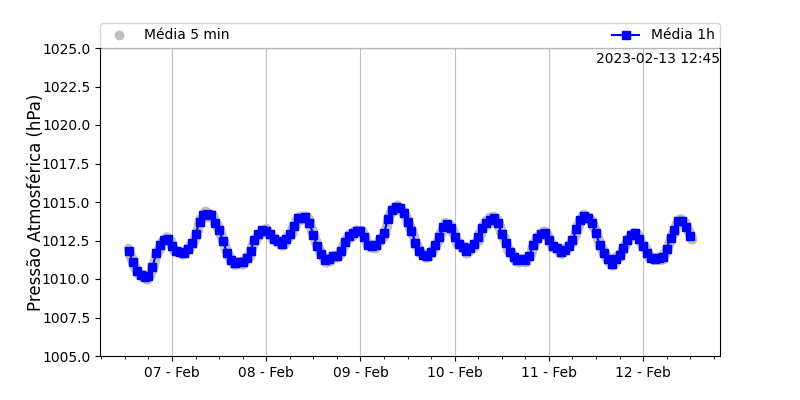 Média 5 min
Média 1h
2023-02-13 12:45
Pressão Atmosférica (hPa)
1025.0
1022.5
1020.0
1017.5
1015.0
1012.5
1010.0
1007.5
1005.0
07 - Feb
08 - Feb
09 - Feb
10 - Feb
11 - Feb
12 - Feb